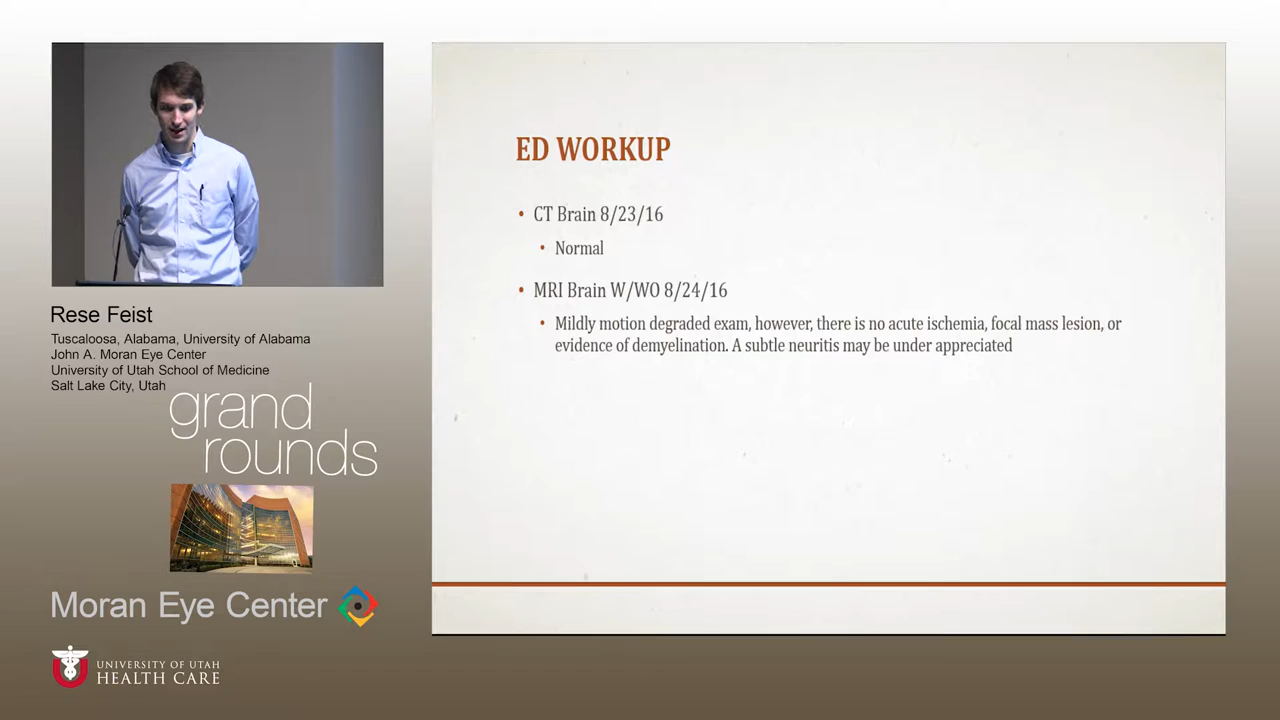 Rese Feist
Tuscaloosa, Alabama, University of Alabama
John A. Moran Eye Center
University of Utah School of Medicine
Salt Lake City, Utah
grand
rounds
Moran Eye Center
UNIVERSITY OF UTAH
HEALTH CARE
ED WORKUP
• CT Brain 8/23/16
• Normal
• MRI Brain W/WO 8/24/16
• Mildly motion degraded exam, however, there is no acute ischemia, focal mass lesion, or
evidence of demyelination. A subtle neuritis may be under appreciated